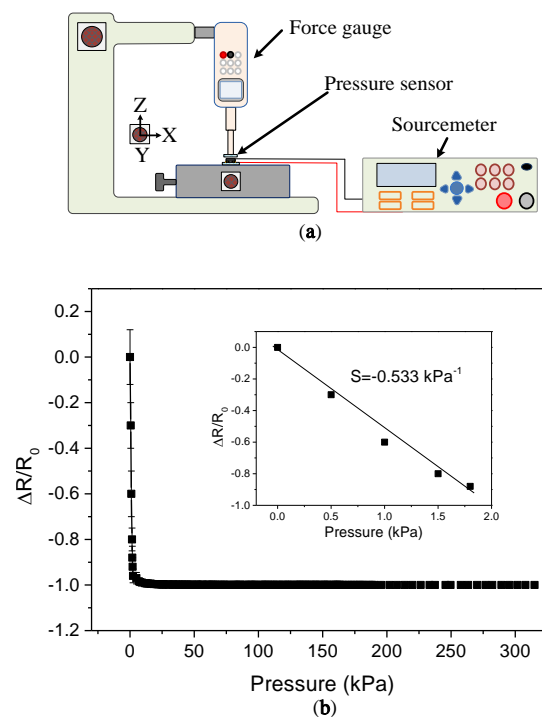 Force gauge
Pressure sensor
Sourcemeter
Z
X
Y
(a)
0.2
0.0
-0.2
-0.4
-0.6
-0.8
-1.0
-1.2
ΔR/R₀
0 50 100 150 200 250 300
Pressure (kPa)
0.0
-0.2
-0.4
-0.6
-0.8
-1.0
ΔR/R₀
S=-0.533 kPa⁻¹
0.0 0.5 1.0 1.5 2.0
Pressure (kPa)
(b)